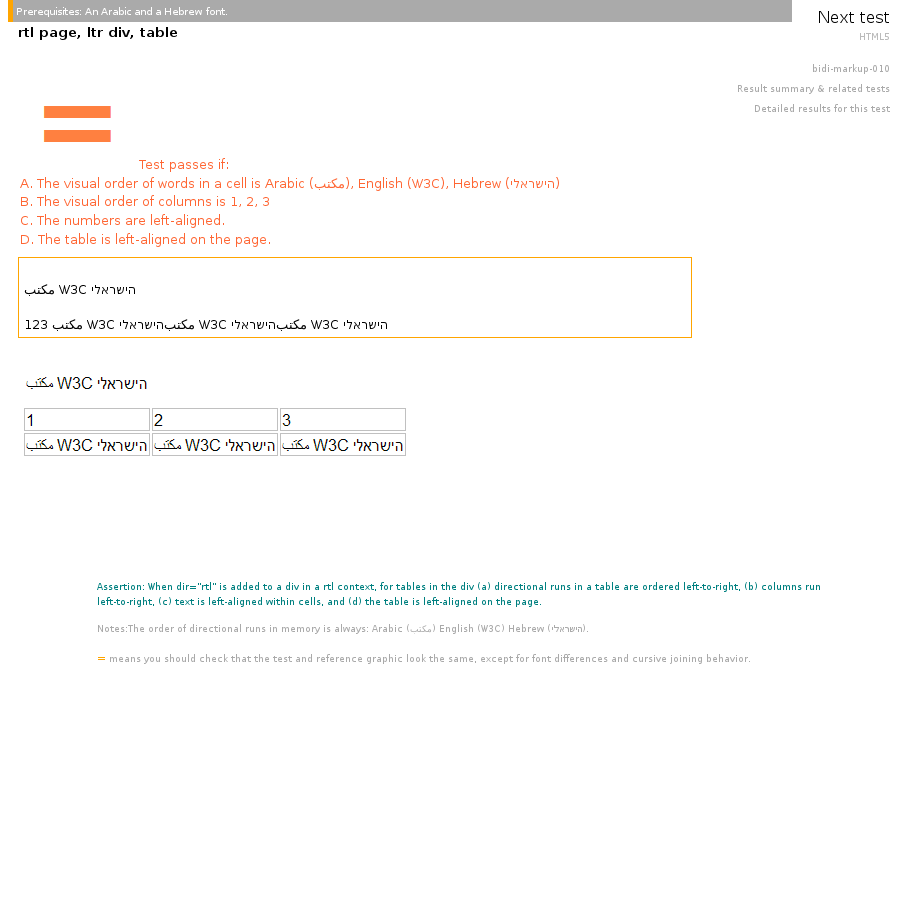 Prerequisites: An Arabic and a Hebrew font.
Next test
rtl page, ltr div, table
HTML5
bidi-markup-010
Result summary & related tests
Detailed results for this test
=
Test passes if:
A. The visual order of words in a cell is Arabic (مكتب), English (W3C), Hebrew (הישראלי)
B. The visual order of columns is 1, 2, 3
C. The numbers are left-aligned.
D. The table is left-aligned on the page.
مكتب W3C הישראלי
123 مكتب W3C הישראליمكتب W3C הישראליمكتب W3C הישראלי
مكتب W3C הישראלי
1 2 3
مكتب W3C הישראלי مكتب W3C הישראלי مكتب W3C הישראלי
Assertion: When dir="rtl" is added to a div in a rtl context, for tables in the div (a) directional runs in a table are ordered left-to-right, (b) columns run
left-to-right, (c) text is left-aligned within cells, and (d) the table is left-aligned on the page.
Notes:The order of directional runs in memory is always: Arabic (مكتب) English (W3C) Hebrew (הישראלי).
= means you should check that the test and reference graphic look the same, except for font differences and cursive joining behavior.